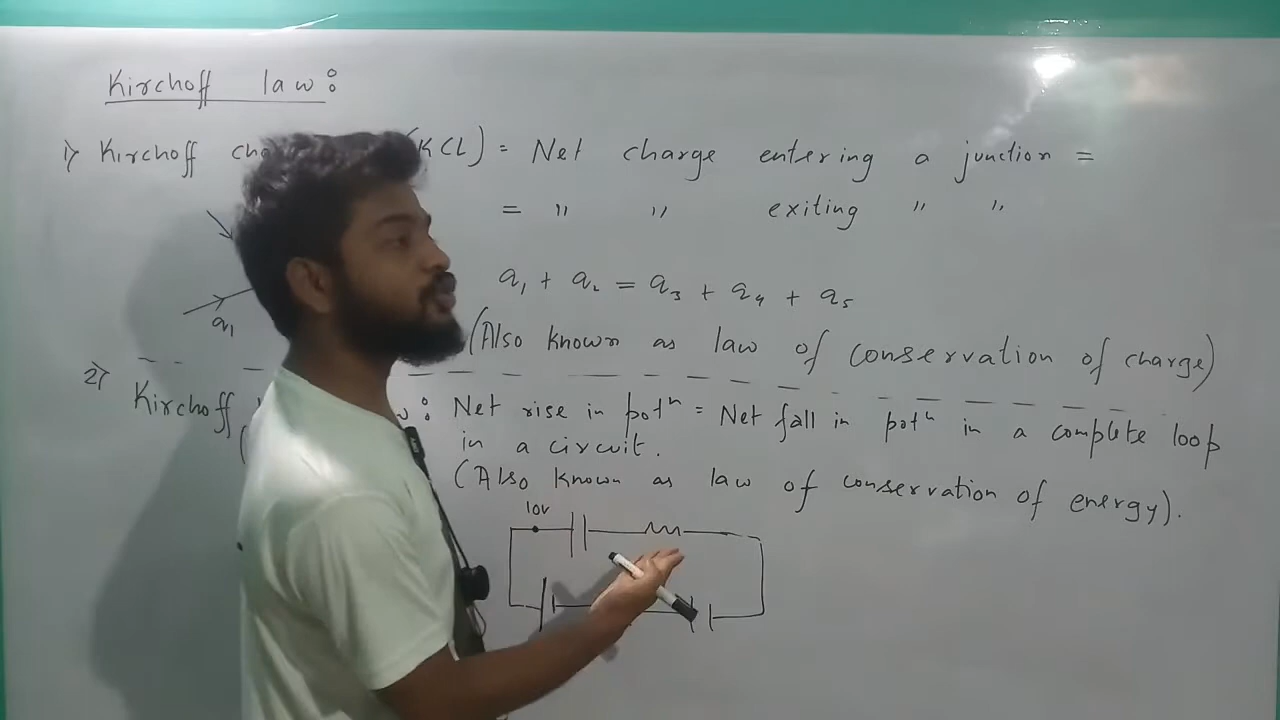 Kirchoff law:
1) Kirchoff (KCL) = Net charge entering a junction =
= " " exiting " "
q1 + q2 = q3 + q4 + q5
q1
(Also known as law of conservation of charge)
2) Kirchoff : Net rise in potn = Net fall in potn in a complete loop
in a circuit.
(Also known as law of conservation of energy).
10V